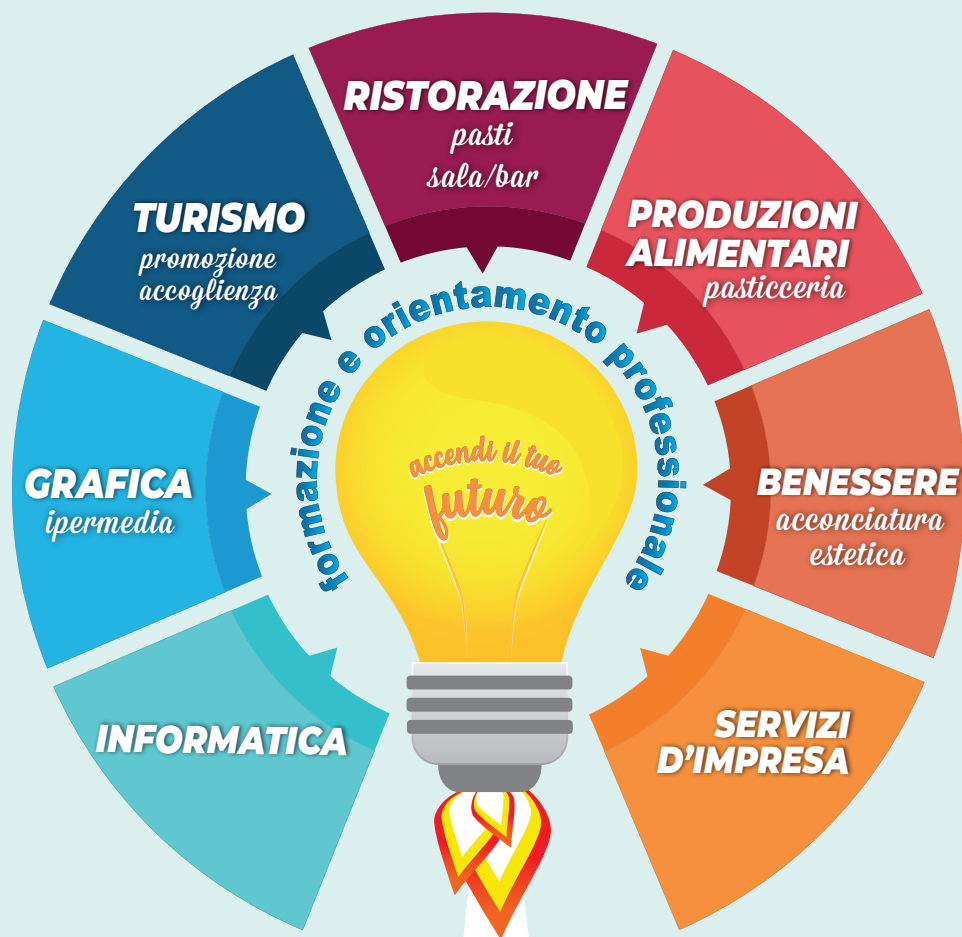 RISTORAZIONE
pasti
sala/bar
TURISMO
promozione
accoglienza
PRODUZIONI
ALIMENTARI
pasticceria
formazione e orientamento professionale
accendi il tuo
futuro
GRAFICA
ipermedia
BENESSERE
acconciatura
estetica
INFORMATICA
SERVIZI
D'IMPRESA